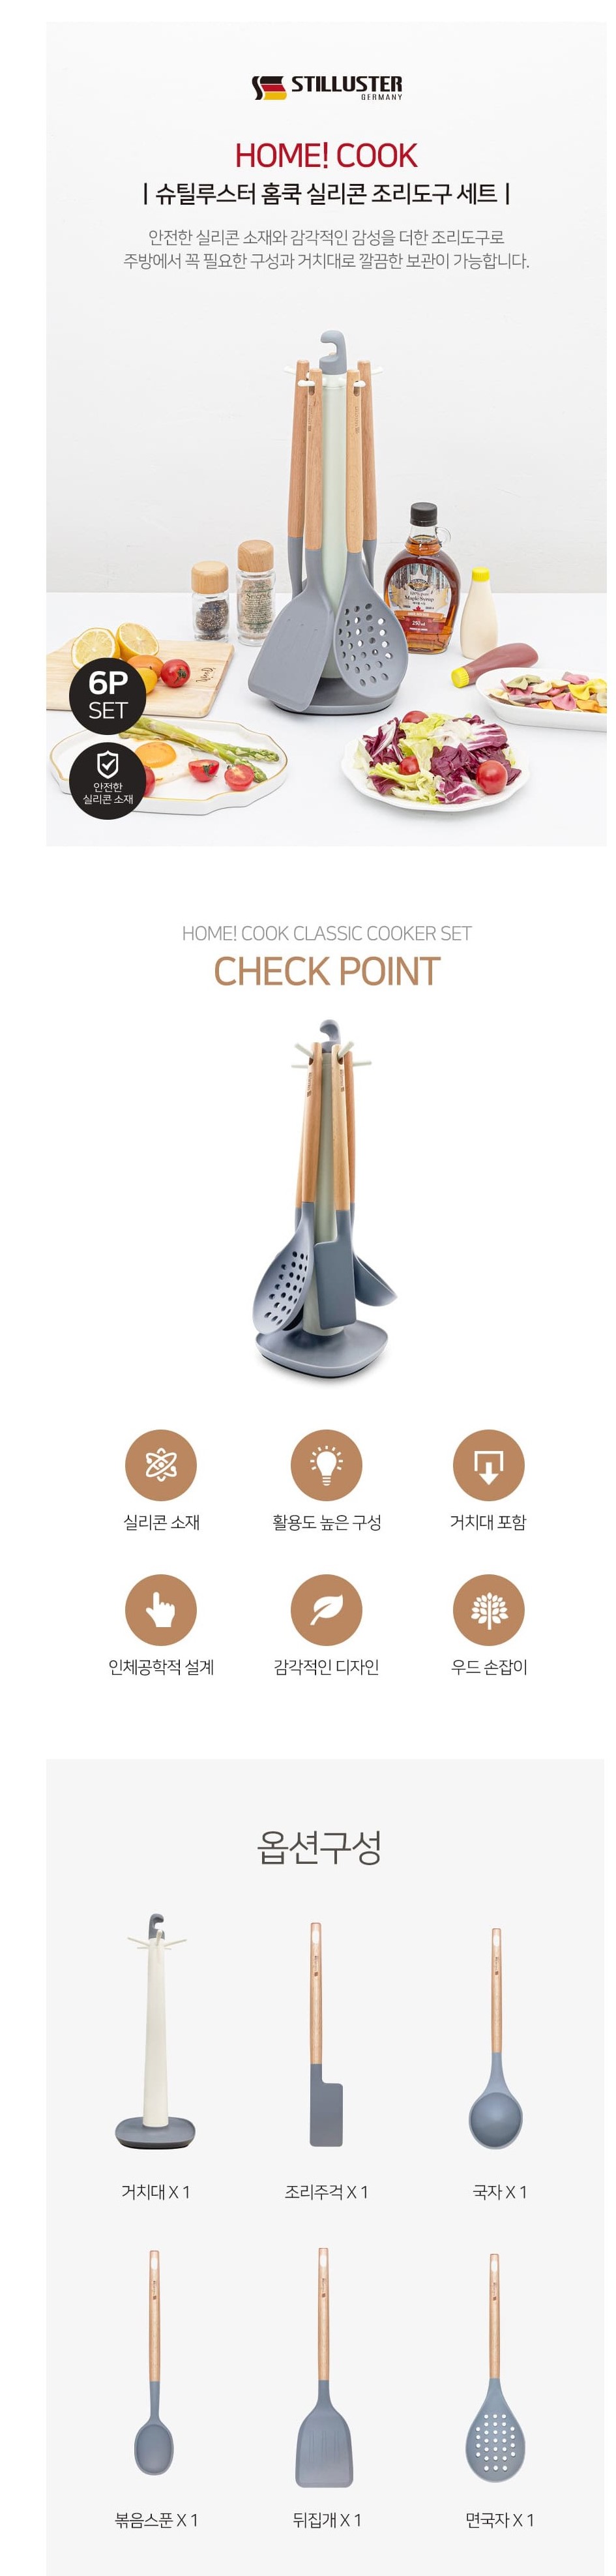 STILLUSTER
GERMANY
HOME! COOK
| 슈틸루스터 홈쿡 실리콘 조리도구 세트 |
안전한 실리콘 소재와 감각적인 감성을 더한 조리도구로
주방에서 꼭 필요한 구성과 거치대로 깔끔한 보관이 가능합니다.
6P
SET
안전한
실리콘 소재
HOME! COOK CLASSIC COOKER SET
CHECK POINT
실리콘 소재
활용도 높은 구성
거치대 포함
인체공학적 설계
감각적인 디자인
우드 손잡이
옵션구성
거치대 X 1
조리주걱 X 1
국자 X 1
볶음스푼 X 1
뒤집개 X 1
면국자 X 1